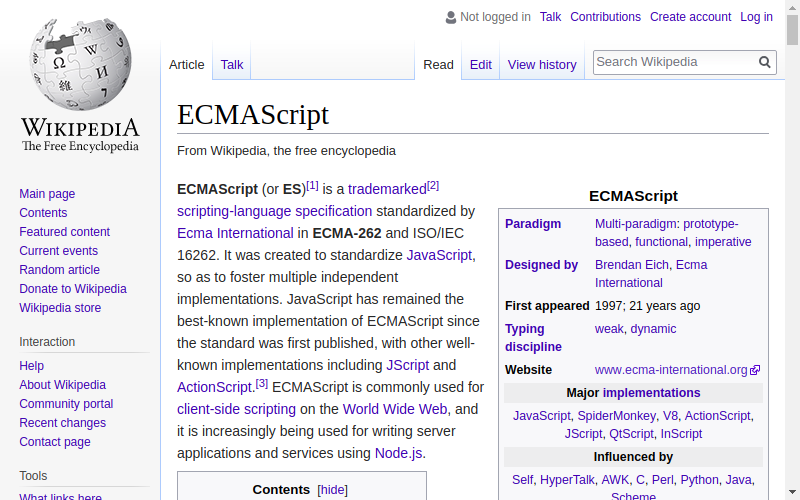 Not logged in Talk Contributions Create account Log in
Article Talk Read Edit View history Search Wikipedia
WIKIPEDIA
The Free Encyclopedia
Main page
Contents
Featured content
Current events
Random article
Donate to Wikipedia
Wikipedia store
Interaction
Help
About Wikipedia
Community portal
Recent changes
Contact page
Tools
What links here
ECMAScript
From Wikipedia, the free encyclopedia
ECMAScript (or ES)[1] is a trademarked[2]
scripting-language specification standardized by
Ecma International in ECMA-262 and ISO/IEC
16262. It was created to standardize JavaScript,
so as to foster multiple independent
implementations. JavaScript has remained the
best-known implementation of ECMAScript since
the standard was first published, with other well-
known implementations including JScript and
ActionScript.[3] ECMAScript is commonly used for
client-side scripting on the World Wide Web, and
it is increasingly being used for writing server
applications and services using Node.js.
Contents [hide]
ECMAScript
Paradigm Multi-paradigm: prototype-
based, functional, imperative
Designed by Brendan Eich, Ecma
International
First appeared 1997; 21 years ago
Typing weak, dynamic
discipline
Website www.ecma-international.org
Major implementations
JavaScript, SpiderMonkey, V8, ActionScript,
JScript, QtScript, InScript
Influenced by
Self, HyperTalk, AWK, C, Perl, Python, Java,
Scheme